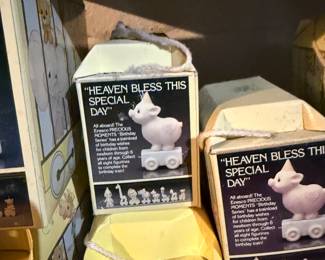 "HEAVEN BLESS THIS
SPECIAL
DAY"
All aboard! The
Enesco PRECIOUS
MOMENTS "Birthday
Series" has a trainload
of birthday wishes
for children from
newborn through 6
years of age. Collect
all eight figurines
to complete the
birthday train!
"HEAVEN BLESS THIS
SPECIAL
DAY"
All aboard! The
Enesco PRECIOUS
MOMENTS "Birthday
Series" has a trainload
of birthday wishes
for children from
newborn through 6
years of age. Collect
all eight figurines
to complete the
birthday train!